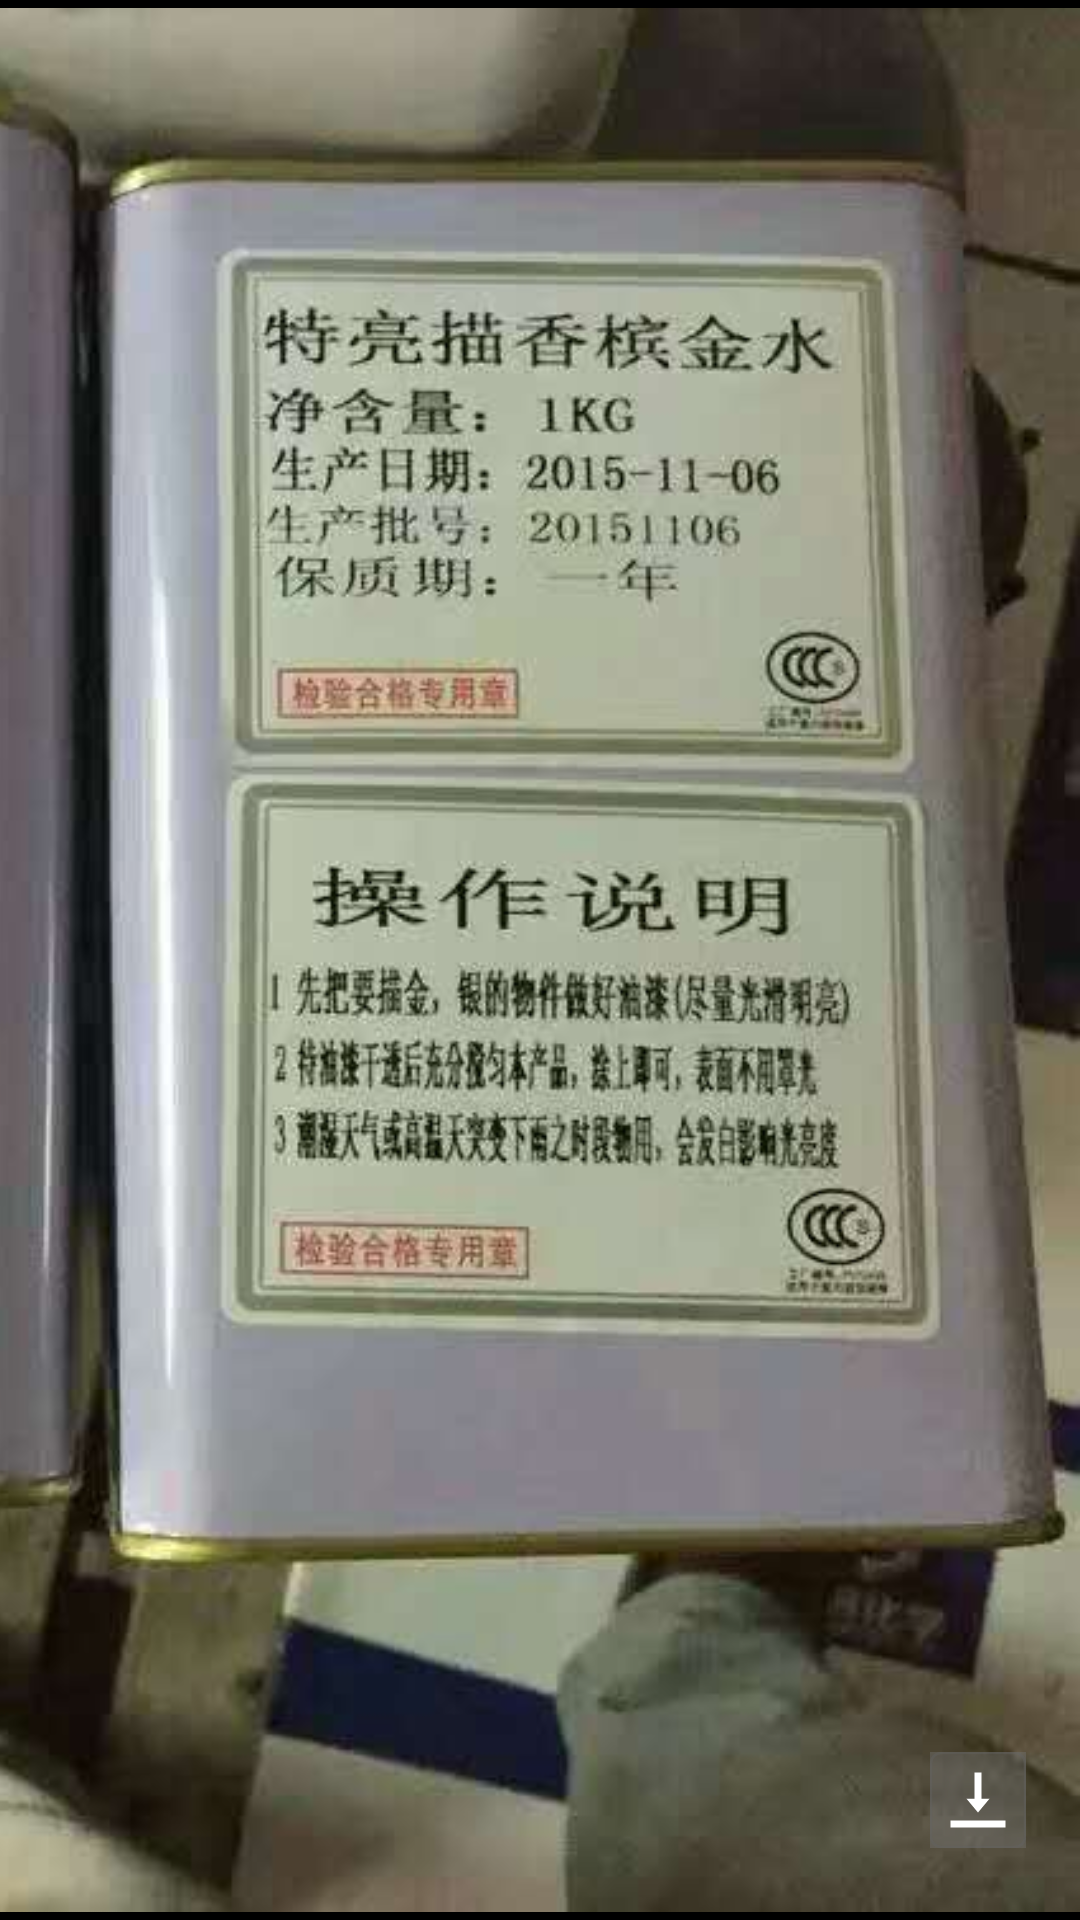 特亮描香槟金水
净含量：1KG
生产日期：2015-11-06
生产批号：20151106
保质期：一年
检验合格专用章
CCC S
操作说明
1 先把要描金，银的物件做好油漆(尽量光滑明亮)
2 待油漆干透后充分搅匀本产品，涂上即可，表面不用罩光
3 潮湿天气或高温天突变下雨之时段勿用，会发白影响光亮度
检验合格专用章
CCC S